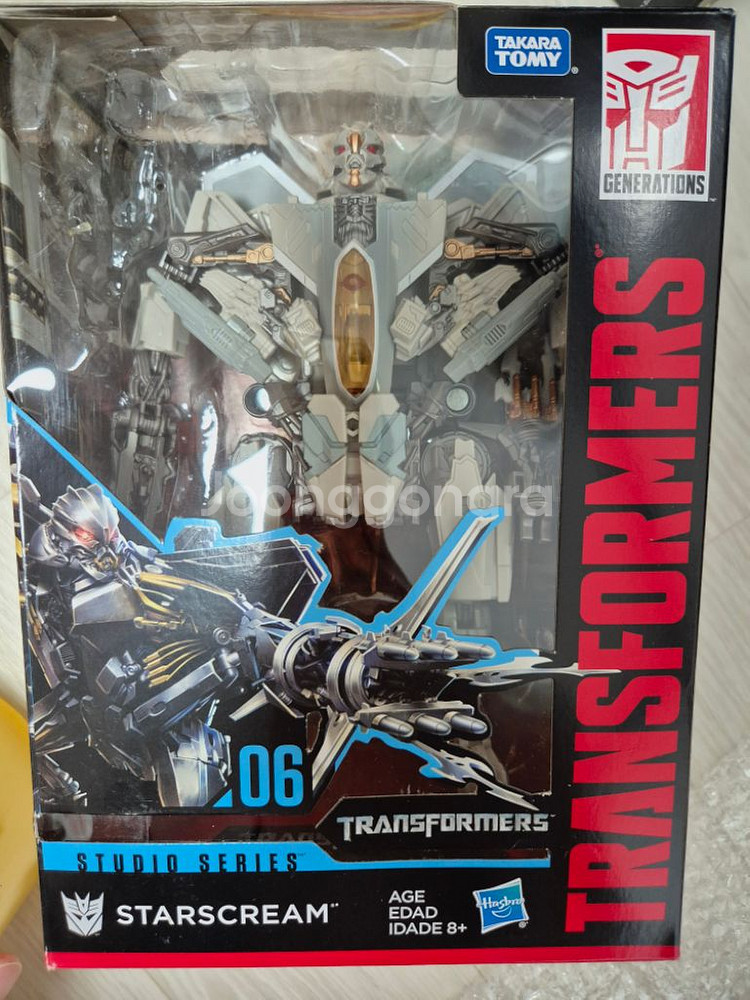 TAKARA
TOMY
GENERATIONS
TRANSFORMERS
Joonggonara
06
TRANSFORMERS
STUDIO SERIES
STARSCREAM
AGE
EDAD
IDADE 8+
Hasbro